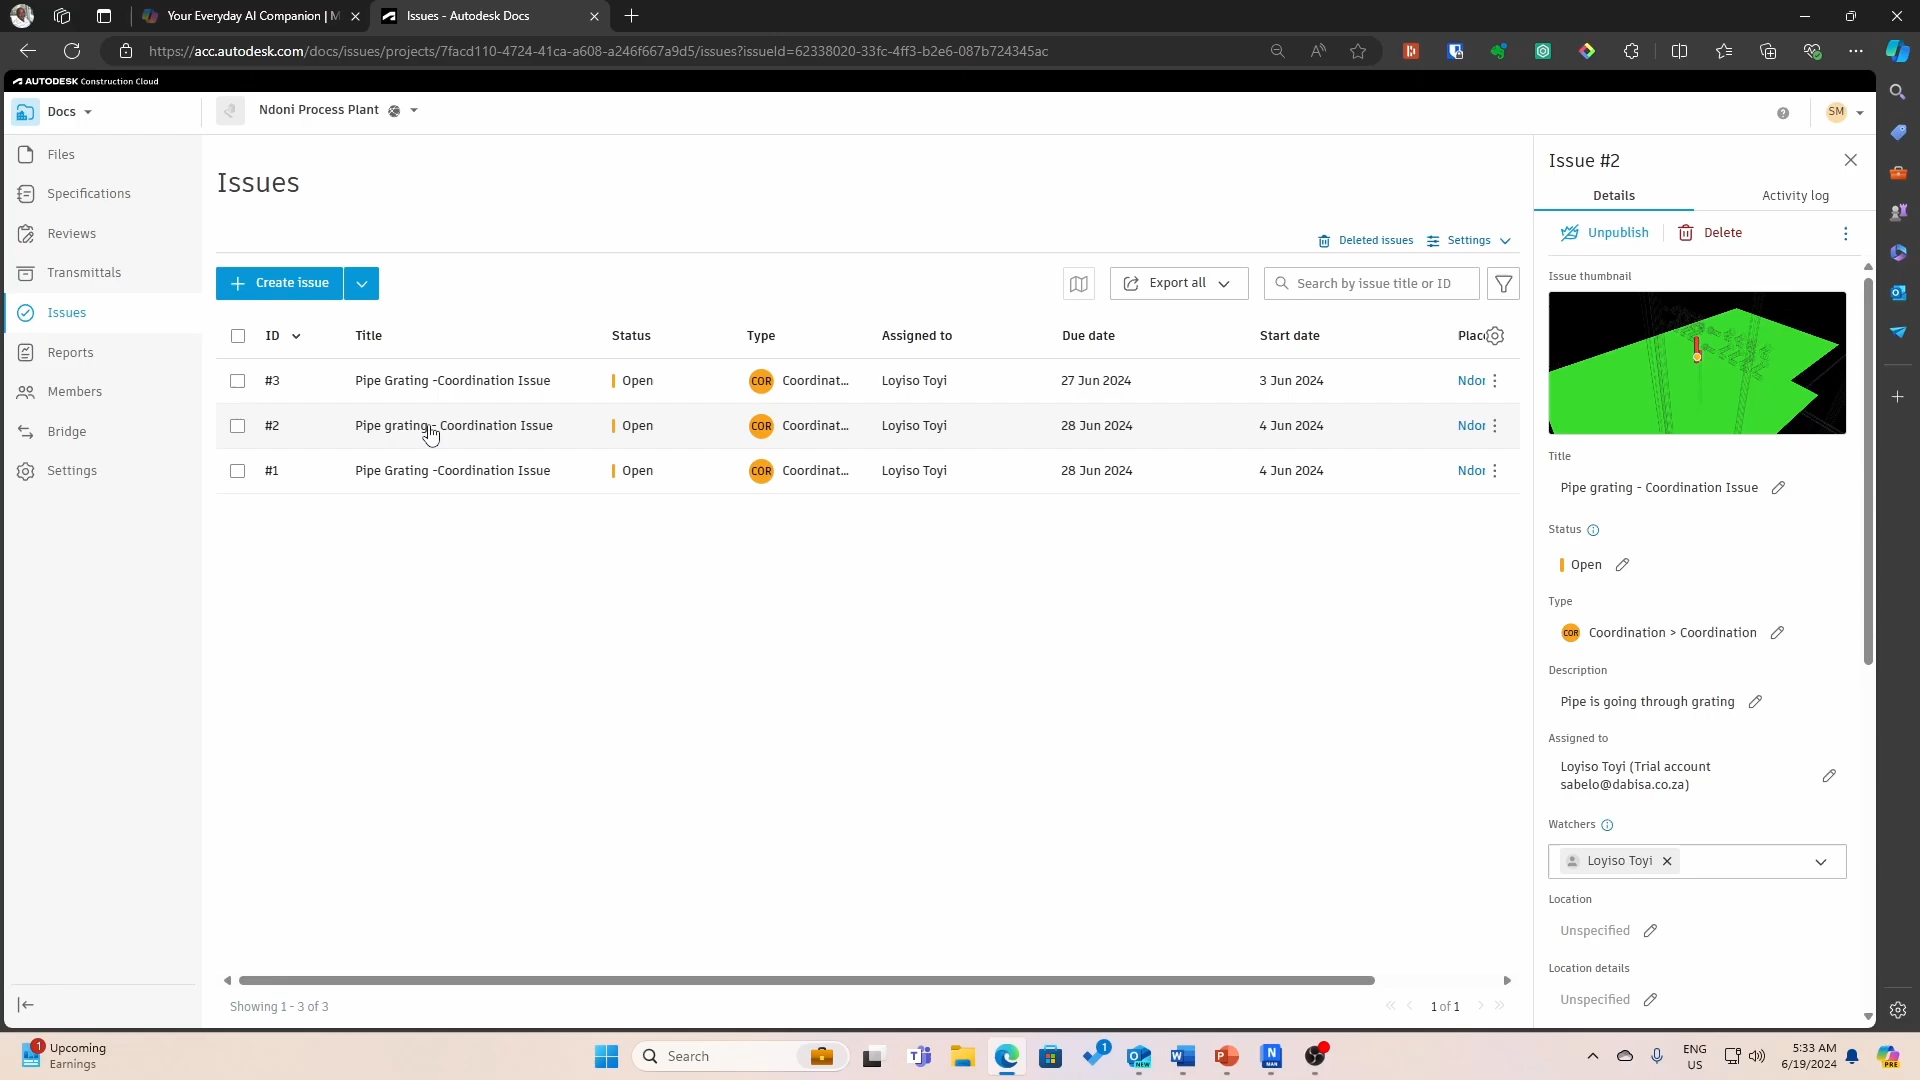 Your Everyday AI Companion | M
Issues - Autodesk Docs
https://acc.autodesk.com/docs/issues/projects/7facd110-4724-41ca-a608-a246f667a9d5/issues?issueId=62338020-33fc-4ff3-b2e6-087b724345ac
AUTODESK Construction Cloud
Docs
Ndoni Process Plant
SM
Files
Specifications
Reviews
Transmittals
Issues
Reports
Members
Bridge
Settings
Issues
Deleted issues
Settings
Create issue
Export all
Search by issue title or ID
ID Title Status Type Assigned to Due date Start date Plac
#3 Pipe Grating -Coordination Issue Open COR Coordinat... Loyiso Toyi 27 Jun 2024 3 Jun 2024 Ndor
#2 Pipe grating - Coordination Issue Open COR Coordinat... Loyiso Toyi 28 Jun 2024 4 Jun 2024 Ndor
#1 Pipe Grating -Coordination Issue Open COR Coordinat... Loyiso Toyi 28 Jun 2024 4 Jun 2024 Ndor
Showing 1 - 3 of 3
1 of 1
Issue #2
Details Activity log
Unpublish Delete
Issue thumbnail
Title
Pipe grating - Coordination Issue
Status
Open
Type
COR Coordination > Coordination
Description
Pipe is going through grating
Assigned to
Loyiso Toyi (Trial account
sabelo@dabisa.co.za)
Watchers
Loyiso Toyi
Location
Unspecified
Location details
Unspecified
1
Upcoming
Earnings
Search
1
ENG
US
5:33 AM
6/19/2024